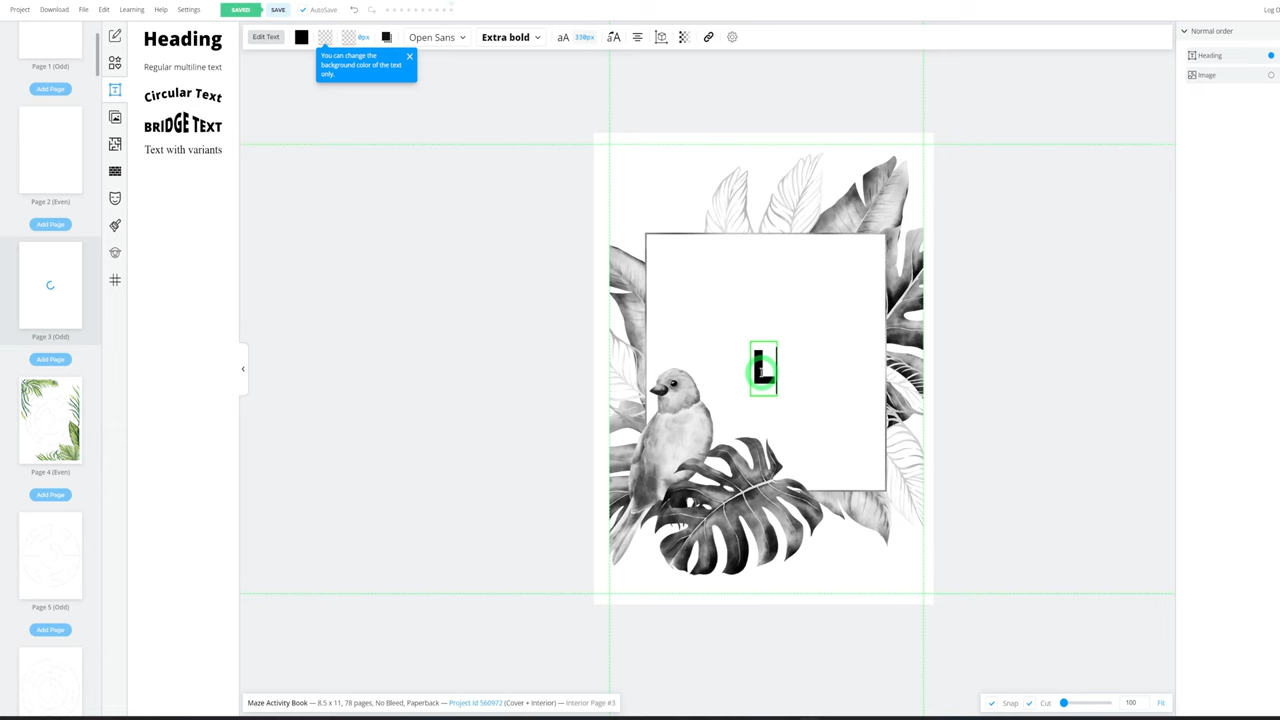 Project Download File Edit Learning Help Settings
SAVED
SAVE
AutoSave
Page 1 (Odd)
Add Page
Page 2 (Even)
Add Page
Page 3 (Odd)
Add Page
Page 4 (Even)
Add Page
Page 5 (Odd)
Add Page
Heading
Regular multiline text
Circular Text
BRIDGE TEXT
Text with variants
Edit Text
0px
Open Sans
Extra bold
aA 330px
You can change the
background color of the text
only.
L
Normal order
Heading
Image
Maze Activity Book — 8.5 x 11, 78 pages, No Bleed, Paperback — Project Id 560972 (Cover + Interior) — Interior Page #3
Snap
Cut
100
Fit